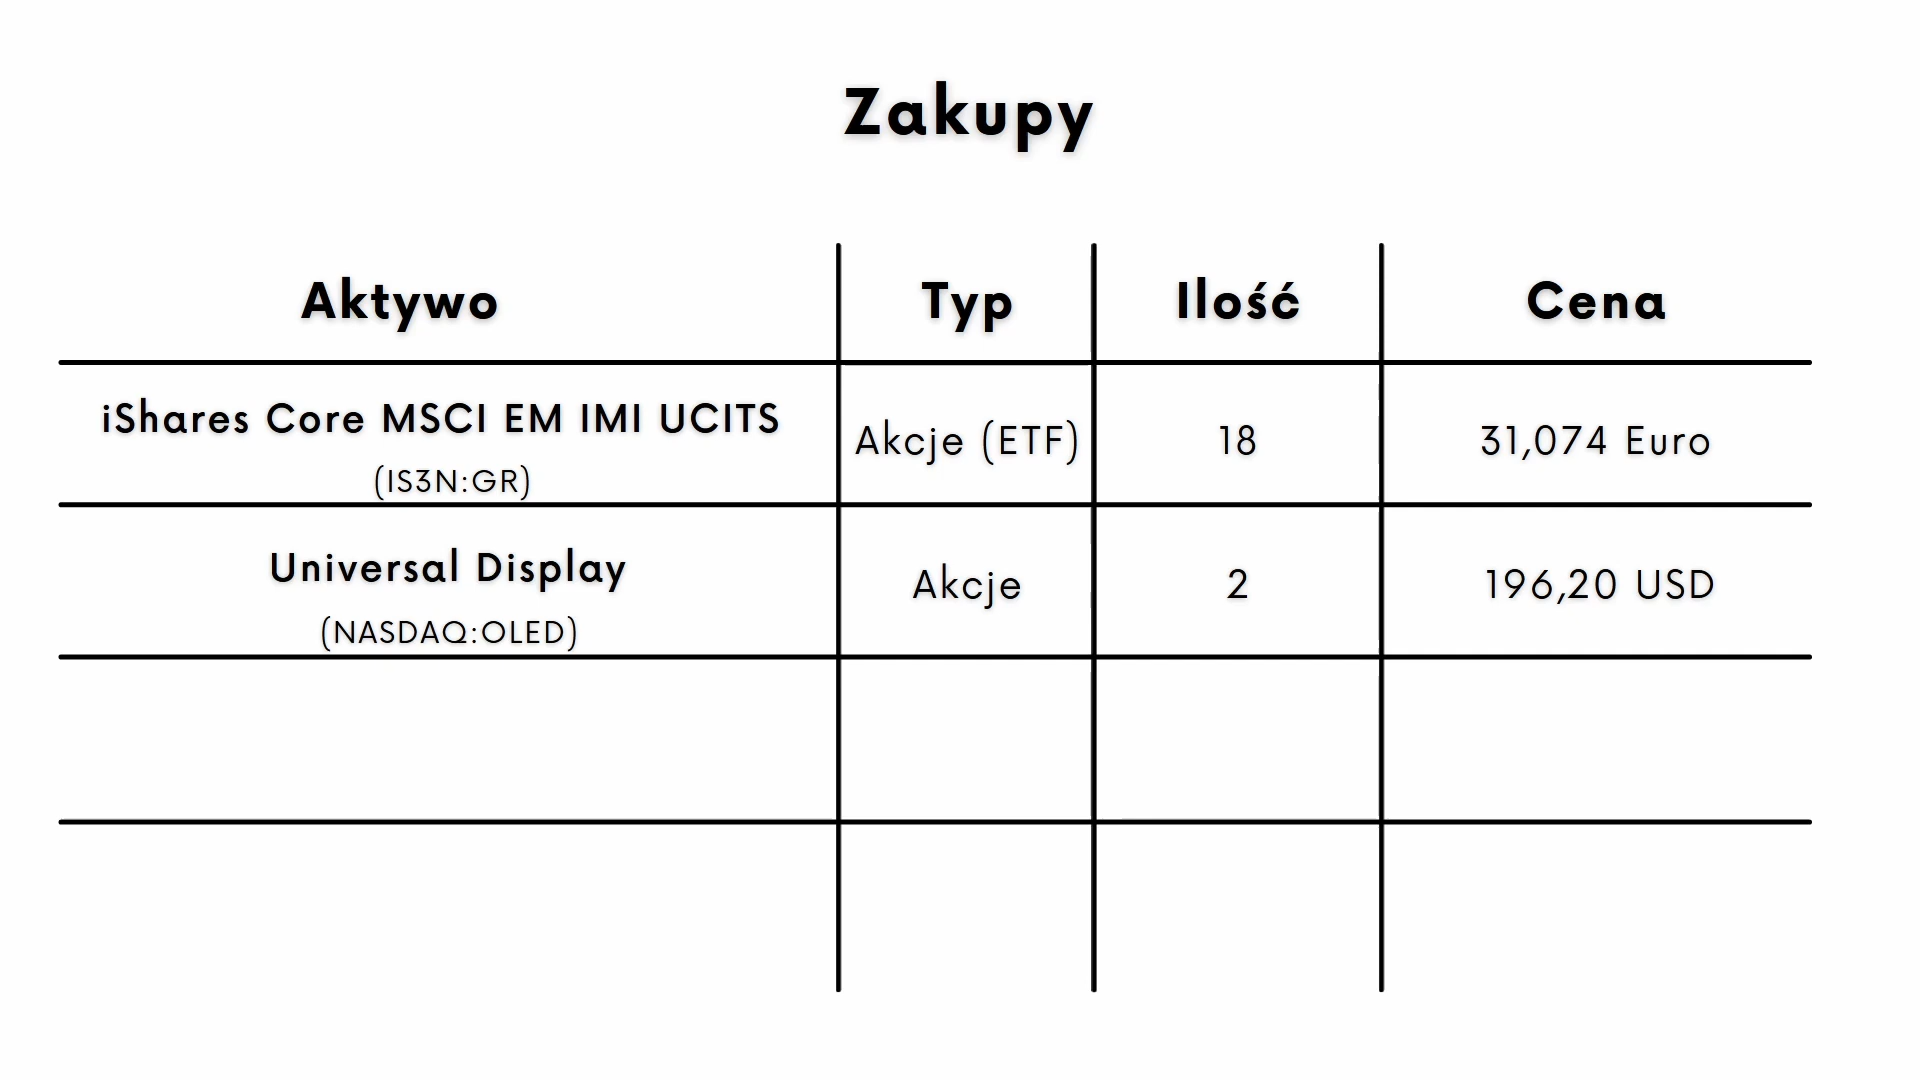 Zakupy
Aktywo Typ Ilość Cena
iShares Core MSCI EM IMI UCITS
(IS3N:GR)
Akcje (ETF) 18 31,074 Euro
Universal Display
(NASDAQ:OLED)
Akcje 2 196,20 USD